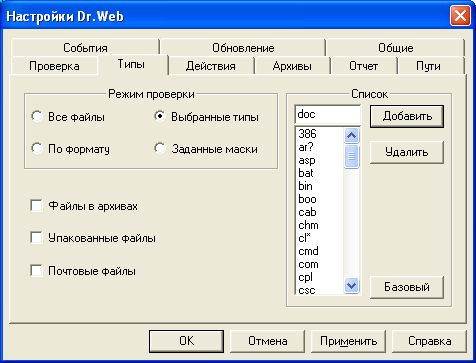 Настройки Dr.Web
События Обновление Общие
Проверка Типы Действия Архивы Отчет Пути
Режим проверки
Все файлы Выбранные типы
По формату Заданные маски
Файлы в архивах
Упакованные файлы
Почтовые файлы
Список
doc Добавить
Удалить
386
ar?
asp
bat
bin
boo
cab
chm
cl*
cmd
com
cpl
csc
Базовый
OK Отмена Применить Справка